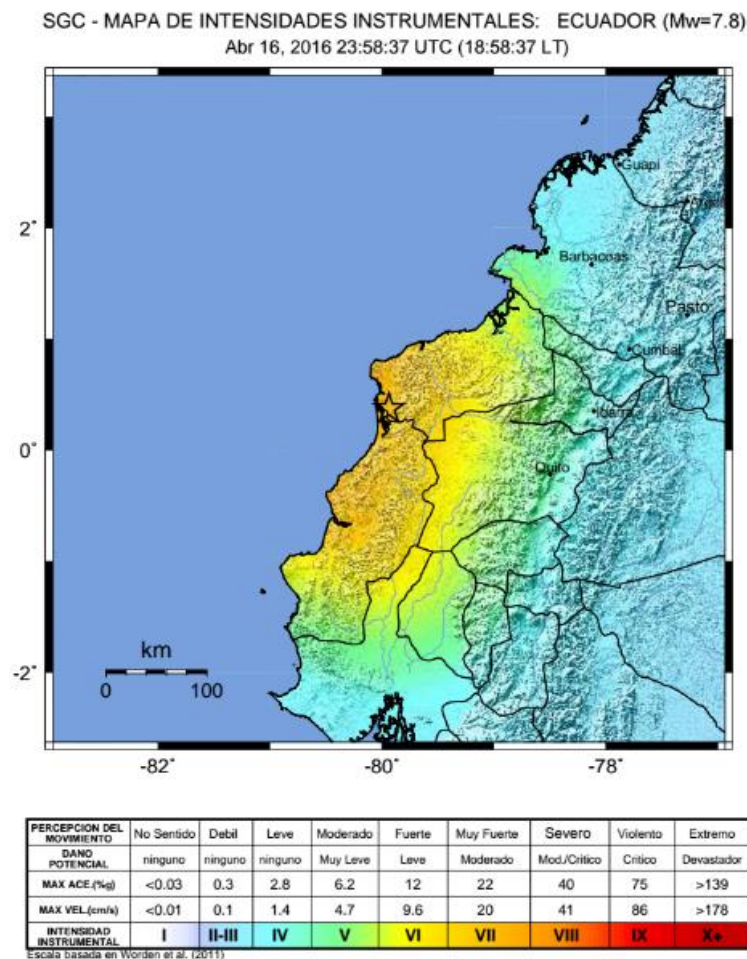 SGC - MAPA DE INTENSIDADES INSTRUMENTALES: ECUADOR (Mw=7.8)
Abr 16, 2016 23:58:37 UTC (18:58:37 LT)
Guapi
2˚
Barbacoas
Pasto
Cumbal
Ibarra
0˚
Quito
km
0 100
-2˚
-82˚ -80˚ -78˚
PERCEPCION DEL MOVIMIENTO No Sentido Debil Leve Moderado Fuerte Muy Fuerte Severo Violento Extremo
DANO POTENCIAL ninguno ninguno ninguno Muy Leve Leve Moderado Mod./Critico Critico Devastador
MAX ACE.(%g) <0.03 0.3 2.8 6.2 12 22 40 75 >139
MAX VEL.(cm/s) <0.01 0.1 1.4 4.7 9.6 20 41 86 >178
INTENSIDAD INSTRUMENTAL I II-III IV V VI VII VIII IX X+
Escala basada en Worden et al. (2011)